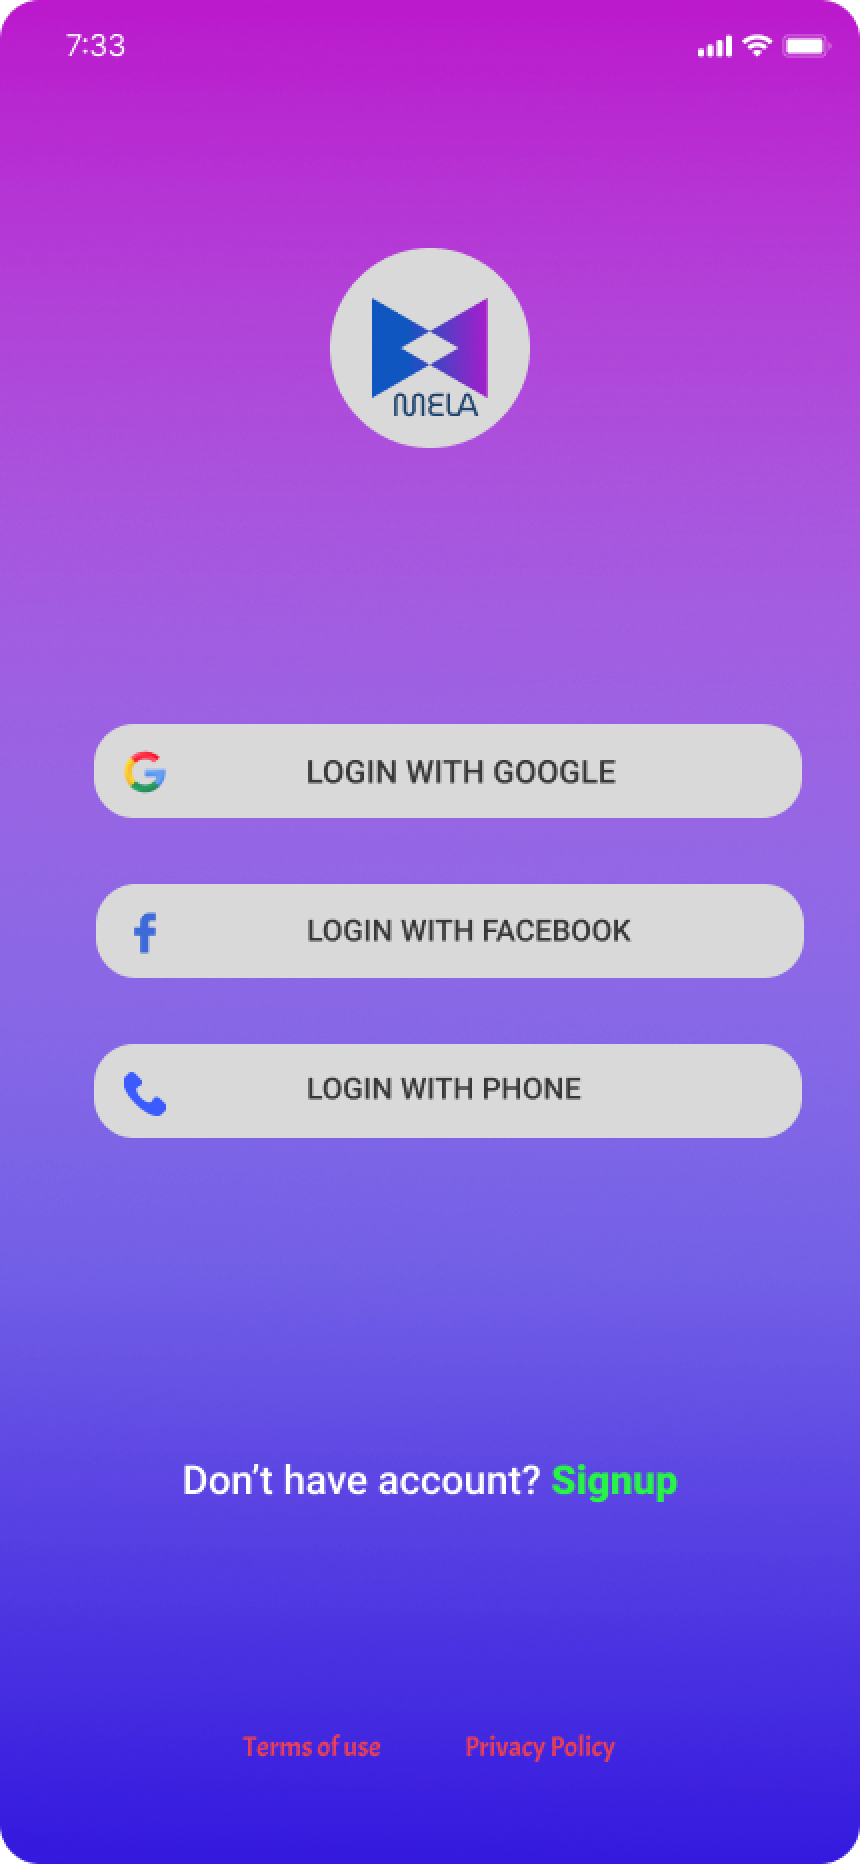 7:33
MELA
LOGIN WITH GOOGLE
LOGIN WITH FACEBOOK
LOGIN WITH PHONE
Don’t have account? Signup
Terms of use Privacy Policy